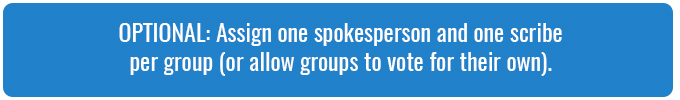 OPTIONAL: Assign one spokesperson and one scribe
per group (or allow groups to vote for their own).